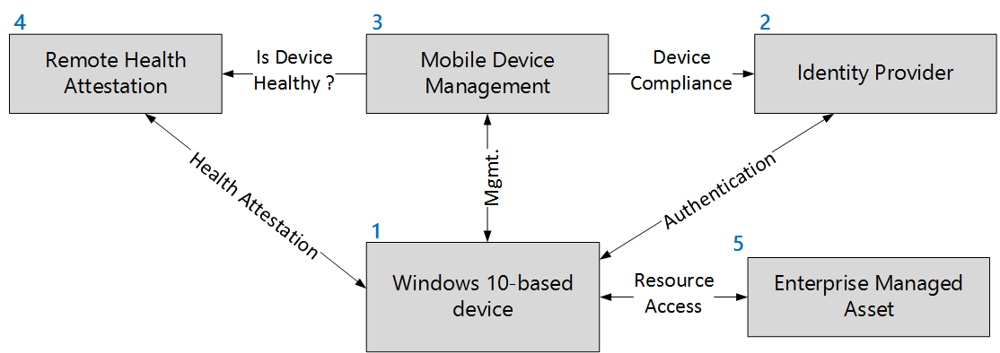 4
3
2
Remote Health
Attestation
Is Device
Healthy ?
Mobile Device
Management
Device
Compliance
Identity Provider
Health Attestation
Mgmt.
Authentication
1
Windows 10-based
device
Resource
Access
5
Enterprise Managed
Asset